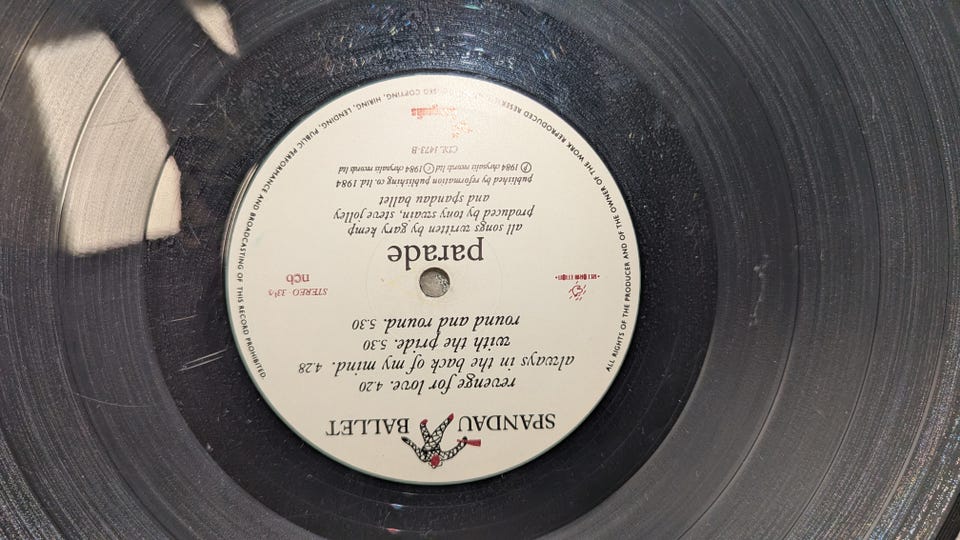 SPANDAU BALLET
revenge for love. 4.20
always in the back of my mind. 4.28
with the pride. 5.30
round and round. 5.30
STEREO · 33⅓
ncb
parade
all songs written by gary kemp
produced by tony swain, steve jolley
and spandau ballet
published by reformation publishing co. ltd. 1984
Ⓟ 1984 chrysalis records ltd Ⓒ 1984 chrysalis records ltd
CDL 1473-B
ALL RIGHTS OF THE PRODUCER AND OF THE OWNER OF THE WORK REPRODUCED COPYING, HIRING, LENDING, PUBLIC PERFORMANCE AND BROADCASTING OF THIS RECORD PROHIBITED.